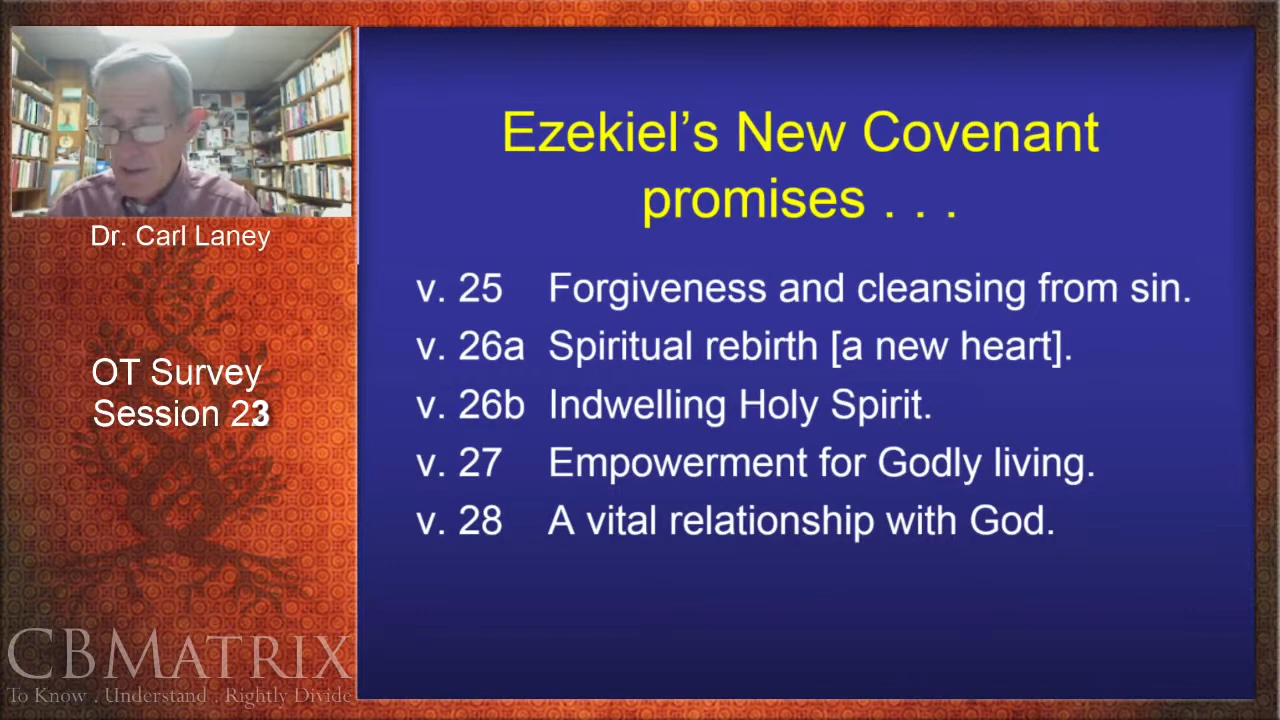 Dr. Carl Laney
OT Survey
Session 23
CBMATRIX
To Know . Understand . Rightly Divide
Ezekiel's New Covenant
promises . . .
v. 25 Forgiveness and cleansing from sin.
v. 26a Spiritual rebirth [a new heart].
v. 26b Indwelling Holy Spirit.
v. 27 Empowerment for Godly living.
v. 28 A vital relationship with God.